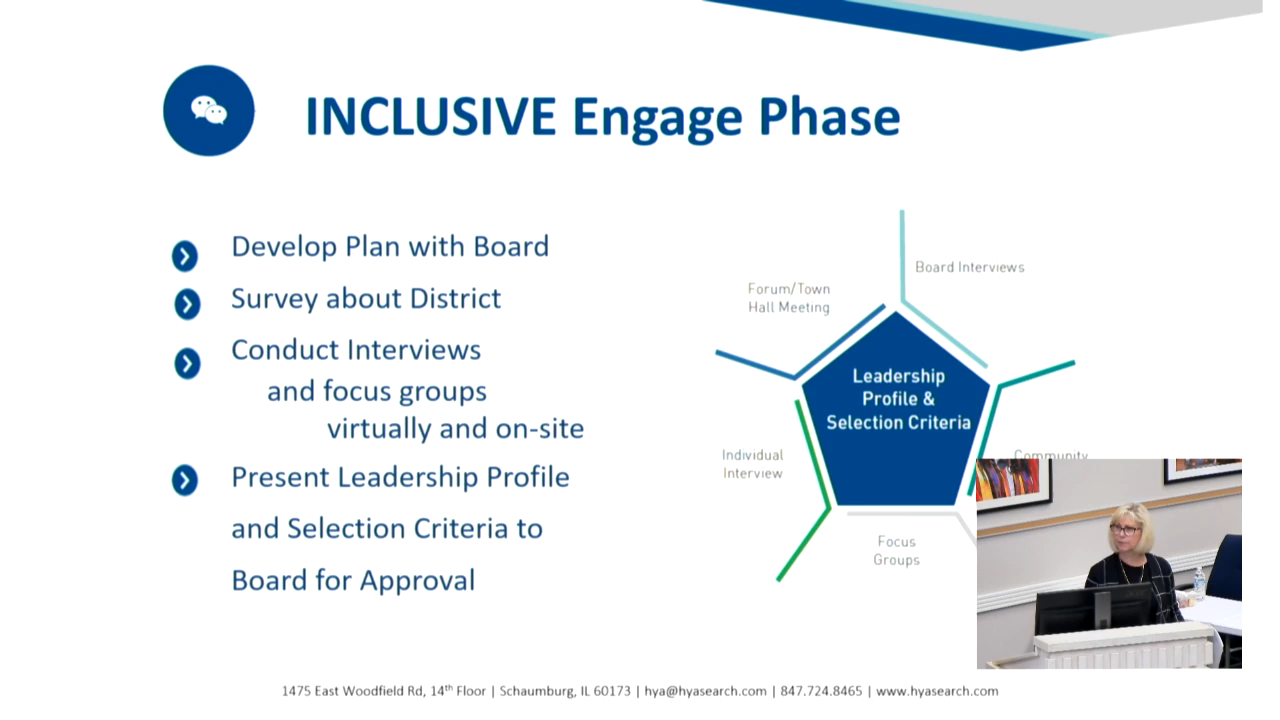 INCLUSIVE Engage Phase
Develop Plan with Board
Survey about District
Conduct Interviews
and focus groups
virtually and on-site
Present Leadership Profile
and Selection Criteria to
Board for Approval
Board Interviews
Forum/Town
Hall Meeting
Leadership
Profile &
Selection Criteria
Individual
Interview
Community
Focus
Groups
1475 East Woodfield Rd, 14th Floor | Schaumburg, IL 60173 | hya@hyasearch.com | 847.724.8465 | www.hyasearch.com